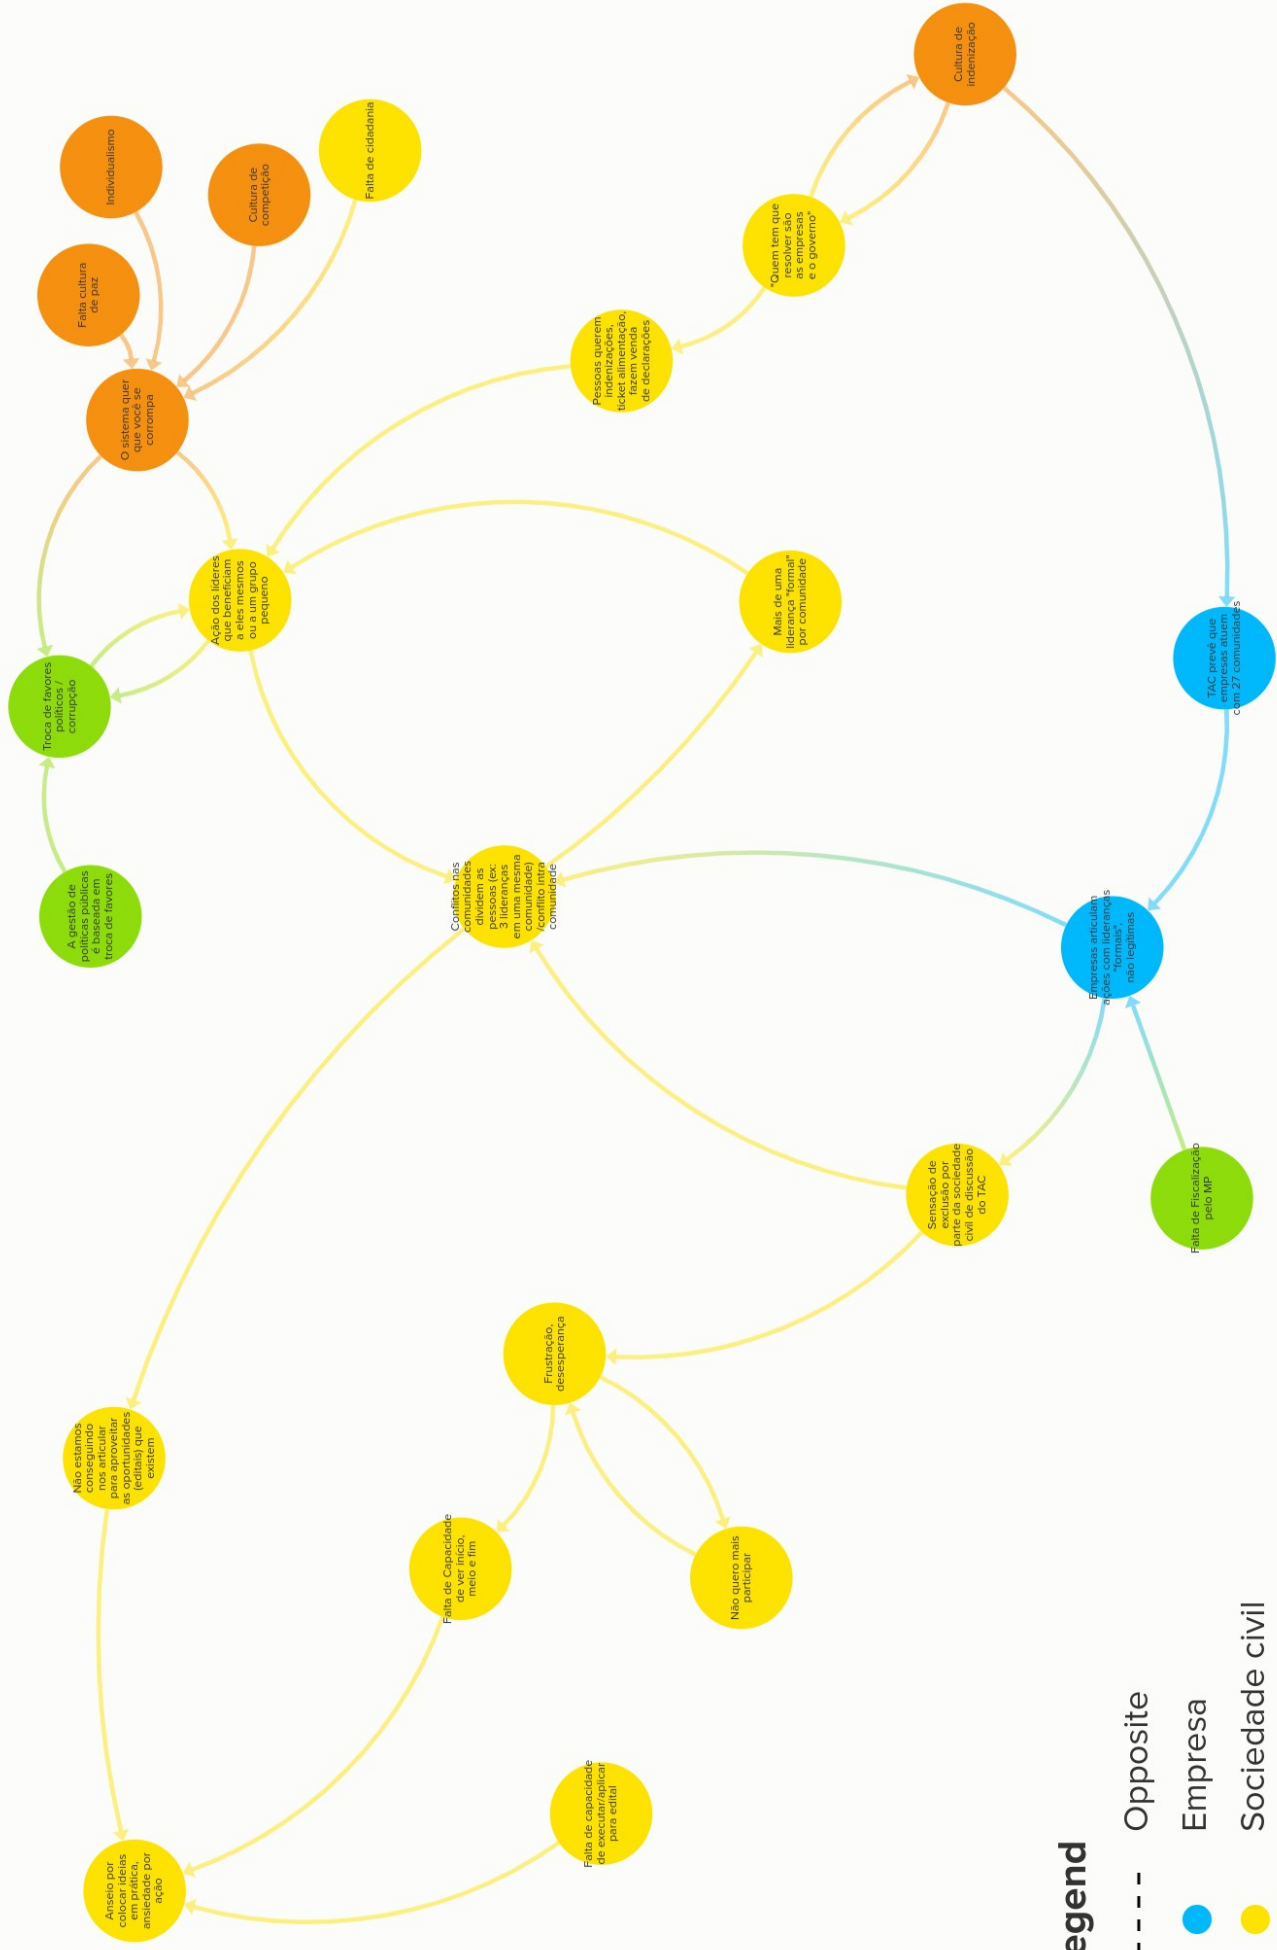 Troca de favores
políticos /
corrupção
Falta cultura
de paz
A gestão de
políticas públicas
é baseada em
troca de favores
Individualismo
Não estamos
conseguindo
nos articular
para aproveitar
as oportunidades
(editais) que
existem
Anseio por
colocar ideias
em prática,
ansiedade por
ação
O sistema quer
que você se
corrompa
Ação dos líderes
que beneficiam
a eles mesmos
ou a um grupo
pequeno
Cultura de
competição
Falta de cidadania
Falta de Capacidade
de ver início,
meio e fim
Conflitos nas
comunidades
dividem as
pessoas (ex:
3 lideranças
em uma mesma
comunidade)
/conflito intra
comunidade
Frustração,
desesperança
Falta de capacidade
de executar/aplicar
para edital
Pessoas querem
indenizações,
ticket alimentação,
fazem venda
de declarações
Não quero mais
participar
Mais de uma
liderança "formal"
por comunidade
"Quem tem que
resolver são
as empresas
e o governo"
Sensação de
exclusão por
parte da sociedade
civil de discussão
do TAC
Cultura de
indenização
Empresas articulam
ações com lideranças
"formais",
não legítimas
Falta de Fiscalização
pelo MP
TAC prevê que
empresas atuem
com 27 comunidades
egend
Opposite
Empresa
Sociedade civil